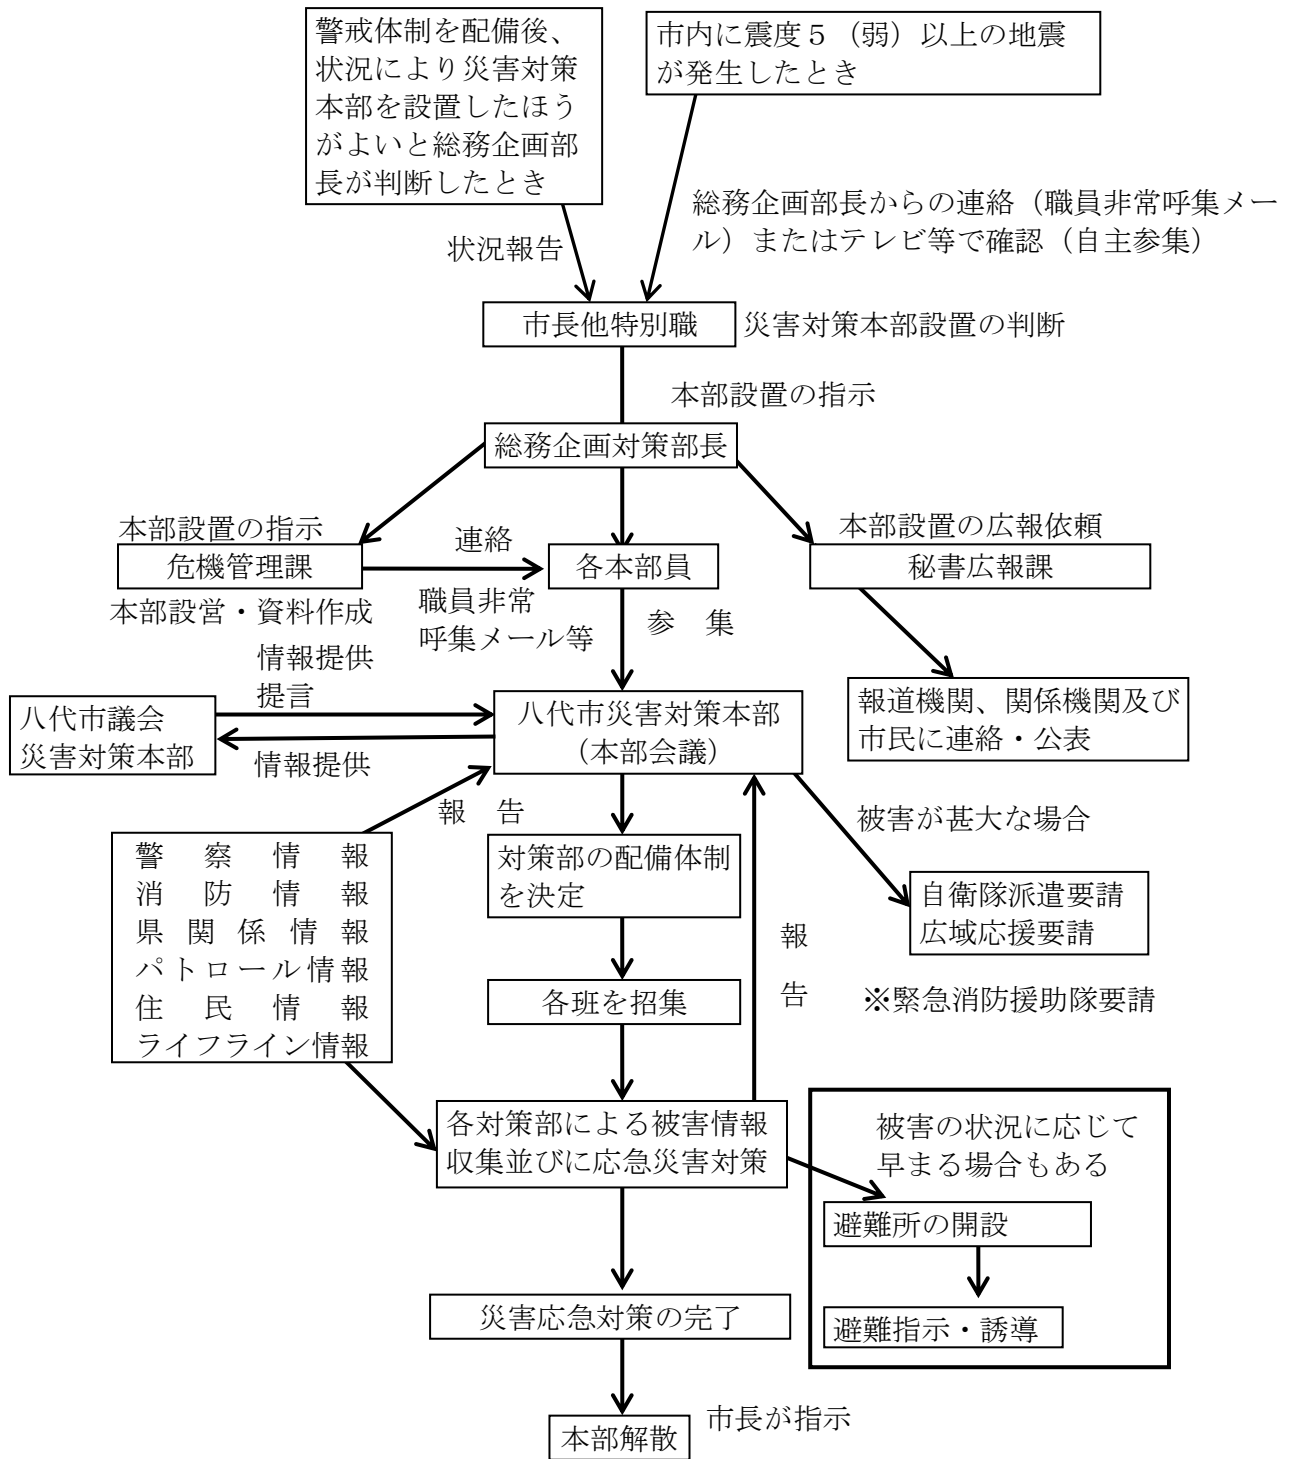 警戒体制を配備後、
状況により災害対策
本部を設置したほう
がよいと総務企画部
長が判断したとき
市内に震度５（弱）以上の地震
が発生したとき
総務企画部長からの連絡（職員非常呼集メー
ル）またはテレビ等で確認（自主参集）
状況報告
市長他特別職
災害対策本部設置の判断
本部設置の指示
総務企画対策部長
本部設置の指示
連絡
本部設置の広報依頼
危機管理課
各本部員
秘書広報課
本部設営・資料作成
職員非常
呼集メール等
参　集
情報提供
提言
八代市議会
災害対策本部
八代市災害対策本部
（本部会議）
報道機関、関係機関及び
市民に連絡・公表
情報提供
報　告
被害が甚大な場合
警察情報
消防情報
県関係情報
パトロール情報
住民情報
ライフライン情報
対策部の配備体制
を決定
自衛隊派遣要請
広域応援要請
報
告
各班を招集
※緊急消防援助隊要請
各対策部による被害情報
収集並びに応急災害対策
被害の状況に応じて
早まる場合もある
避難所の開設
避難指示・誘導
災害応急対策の完了
市長が指示
本部解散